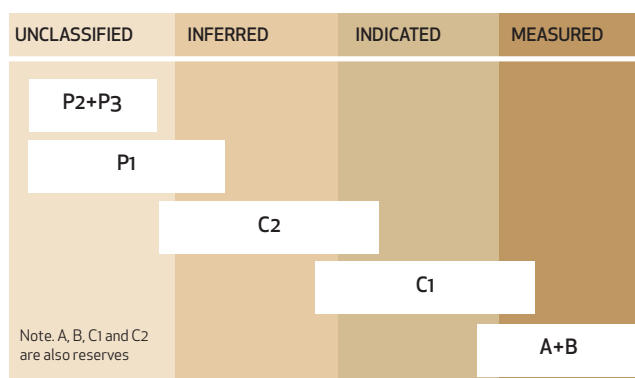 UNCLASSIFIED INFERRED INDICATED MEASURED
P2+P3
P1
C2
C1
A+B
Note. A, B, C1 and C2
are also reserves